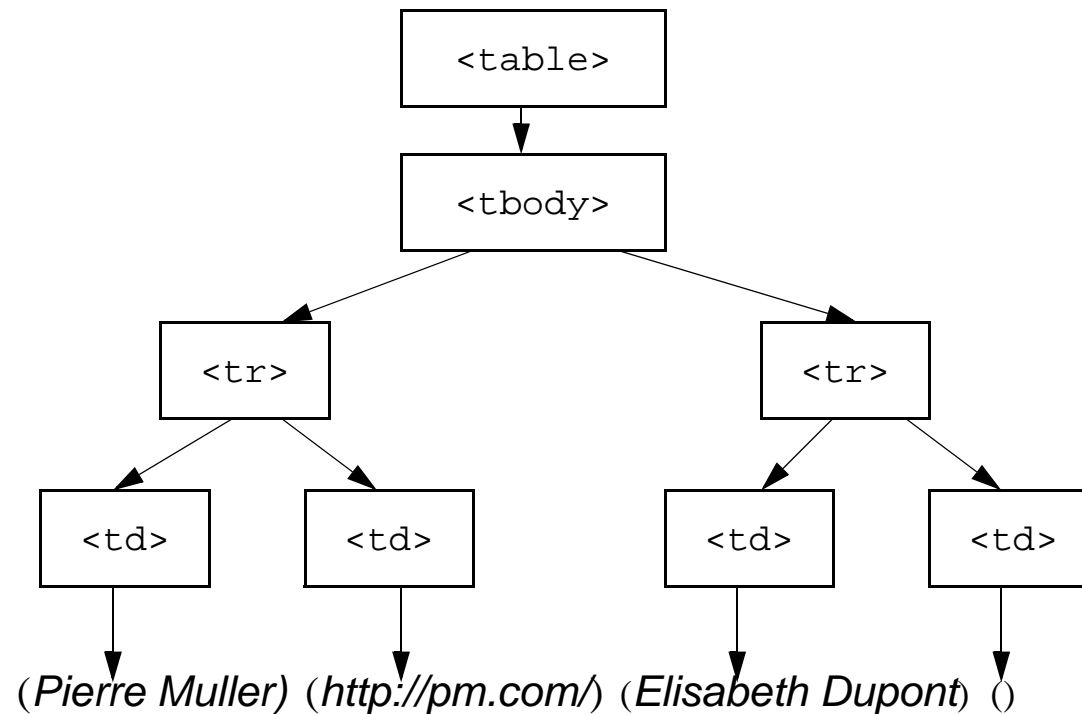 <table>
<tbody>
<tr> <tr>
<td> <td> <td> <td>
(Pierre Muller) (http://pm.com/) (Elisabeth Dupont) ()